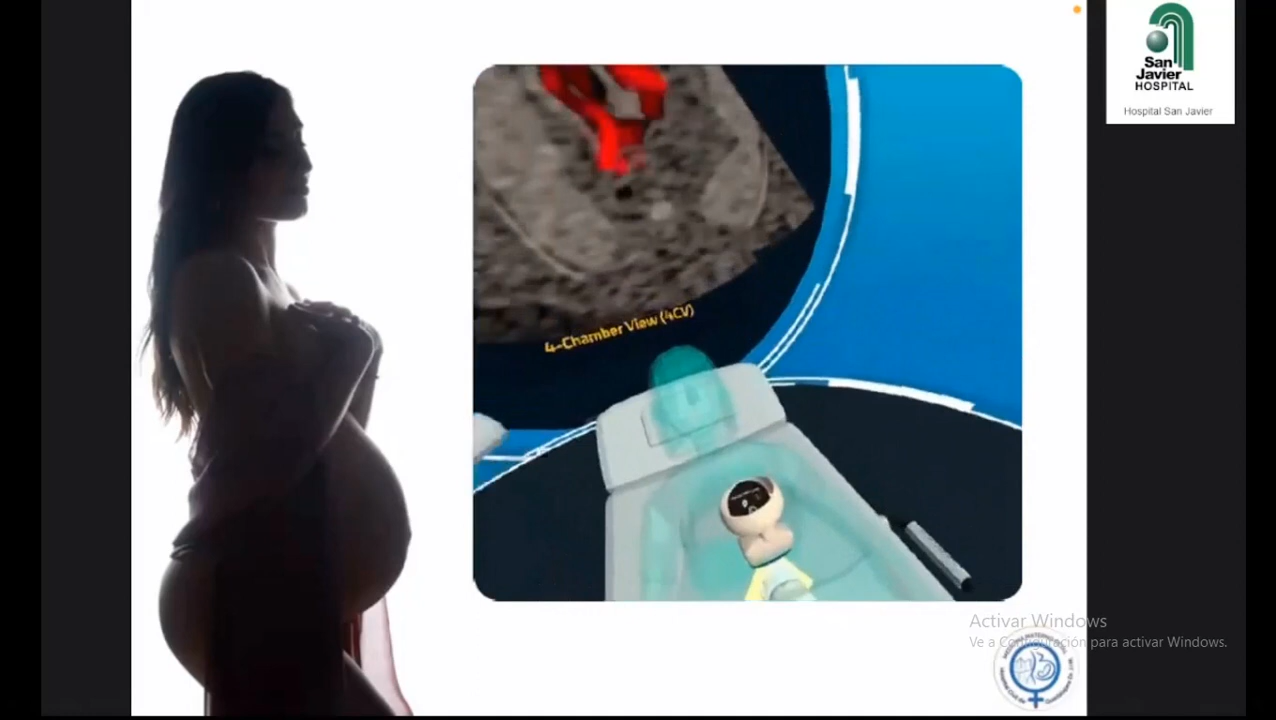 San
Javier
HOSPITAL
Hospital San Javier
4-Chamber View (4CV)
Activar Windows
Ve a Configuración para activar Windows.